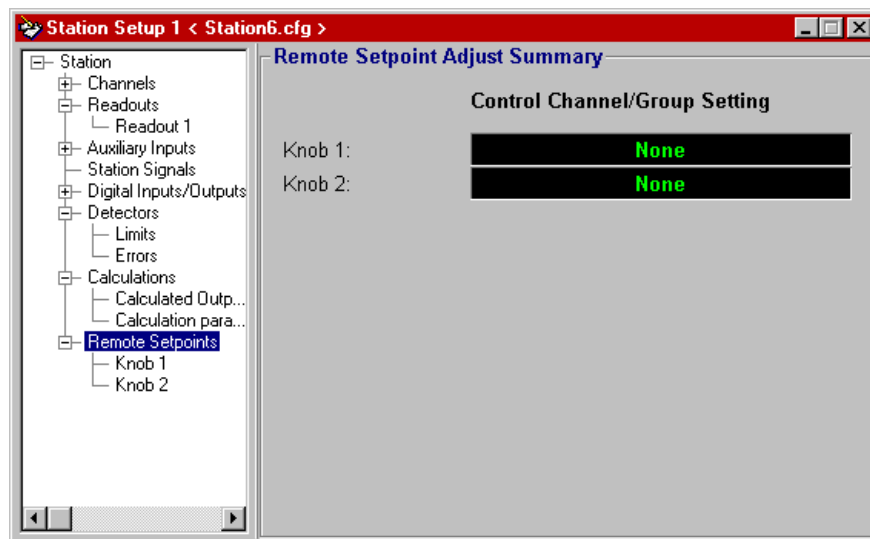 Station Setup 1 < Station6.cfg >
Station
Channels
Readouts
Readout 1
Auxiliary Inputs
Station Signals
Digital Inputs/Outputs
Detectors
Limits
Errors
Calculations
Calculated Outp...
Calculation para...
Remote Setpoints
Knob 1
Knob 2
Remote Setpoint Adjust Summary
Control Channel/Group Setting
Knob 1: None
Knob 2: None